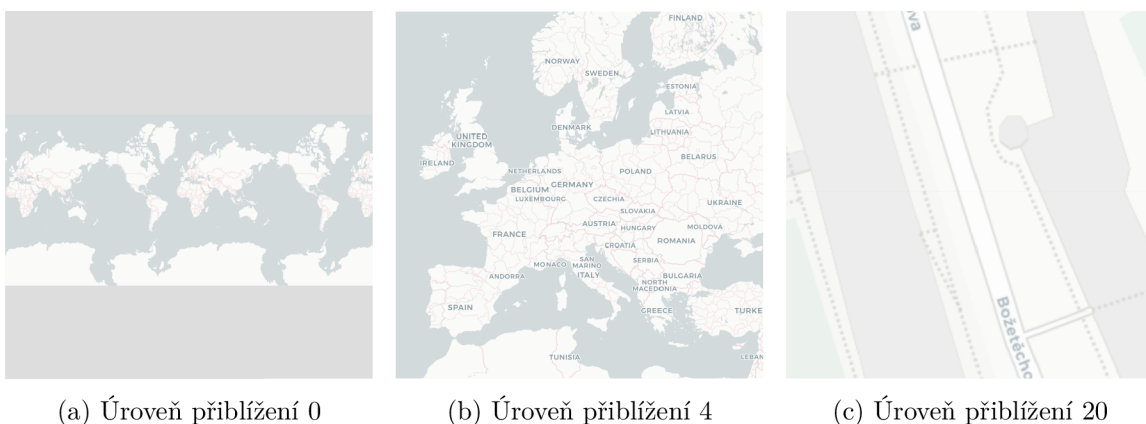 FINLAND
NORWAY
SWEDEN
ESTONIA
LATVIA
DENMARK
LITHUANIA
UNITED
KINGDOM
IRELAND
BELARUS
NETHERLANDS
POLAND
BELGIUM
GERMANY
LUXEMBOURG
CZECHIA
UKRAINE
SLOVAKIA
AUSTRIA
HUNGARY
MOLDOVA
FRANCE
CROATIA
ROMANIA
MONACO
SAN
MARINO
SERBIA
ITALY
ANDORRA
BULGARIA
NORTH
MACEDONIA
SPAIN
GREECE
TURKE
TUNISIA
LEBAN
ova
Božetěcho
(a) Úroveň přiblížení 0
(b) Úroveň přiblížení 4
(c) Úroveň přiblížení 20